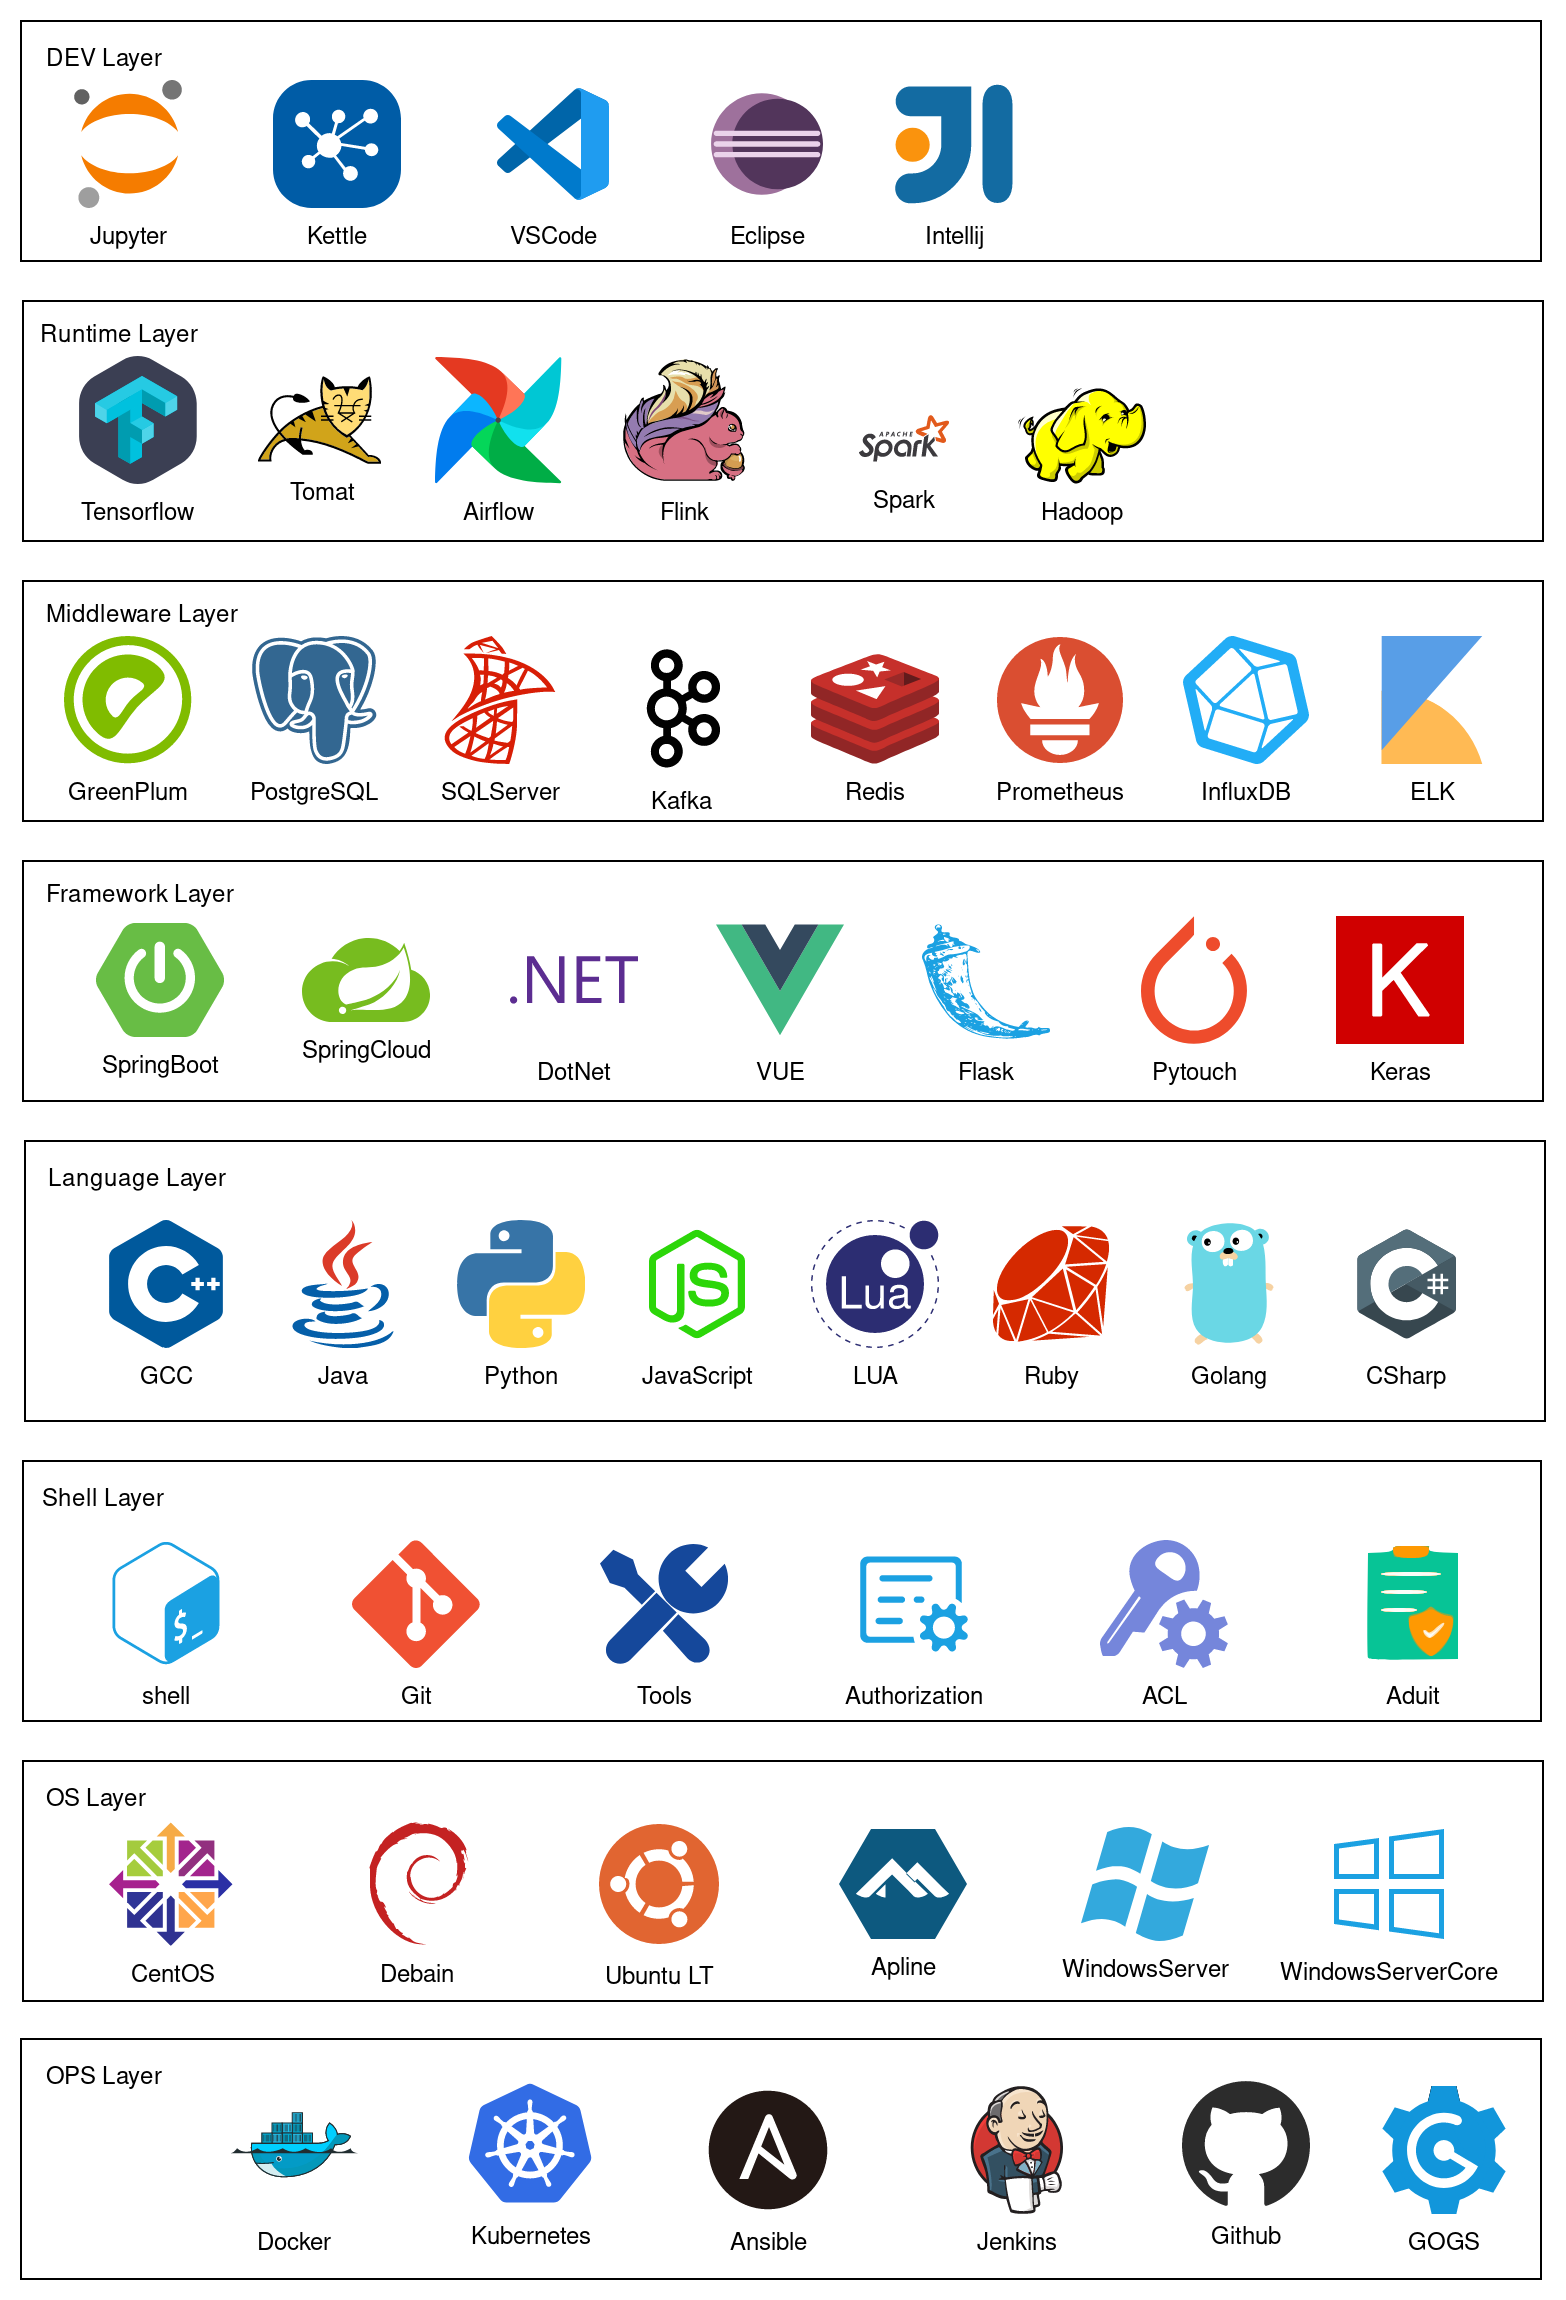 DEV Layer
Jupyter Kettle VSCode Eclipse Intellij
Runtime Layer
APACHE
Spark
Tensorflow Tomat Airflow Flink Spark Hadoop
Middleware Layer
GreenPlum PostgreSQL SQLServer Kafka Redis Prometheus InfluxDB ELK
Framework Layer
.NET K
SpringBoot SpringCloud DotNet VUE Flask Pytouch Keras
Language Layer
C++ JS Lua C#
GCC Java Python JavaScript LUA Ruby Golang CSharp
Shell Layer
$_
shell Git Tools Authorization ACL Aduit
OS Layer
CentOS Debain Ubuntu LT Apline WindowsServer WindowsServerCore
OPS Layer
Docker Kubernetes Ansible Jenkins Github GOGS